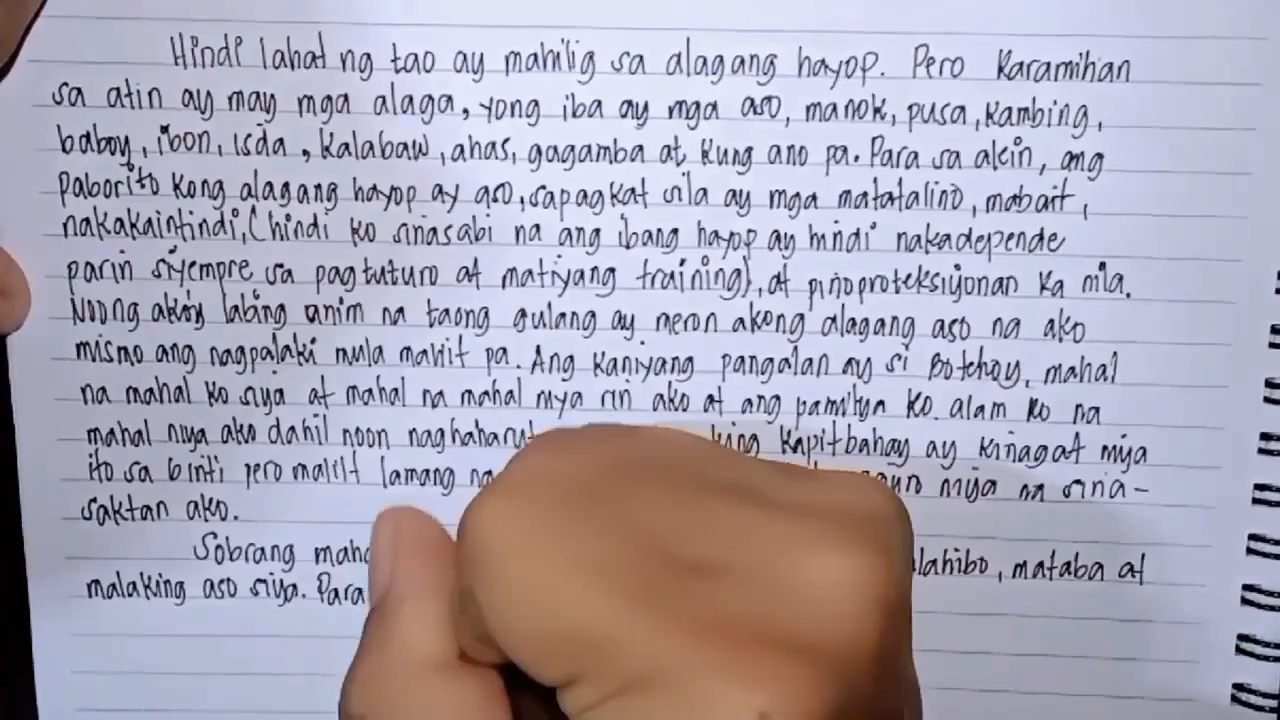 Hindi lahat ng tao ay mahilig sa alagang hayop. Pero Karamihan
sa atin ay may mga alaga, yong iba ay mga aso, manok, pusa, kambing,
baboy, ibon, isda, kalabaw, ahas, gagamba at kung ano pa. Para sa akin, ang
paborito kong alagang hayop ay aso, sapagkat sila ay mga matatalino, mabait,
nakakaintindi, (hindi ko sinasabi na ang ibang hayop ay hindi nakadepende
parin siyempre sa pagtuturo at matiyang training), at pinoproteksiyonan ka nila.
Noong akoy labing anim na taong gulang ay meron akong alagang aso na ako
mismo ang nagpalaki mula maliit pa. Ang kaniyang pangalan ay si Botchoy, mahal
na mahal ko siya at mahal na mahal niya rin ako at ang pamilya ko. alam ko na
mahal niya ako dahil noon kapitbahay ay kinagat niya
ito sa binti pero maliit lamang niya na sina-
saktan ako.
Sobrang mataba at
malaking aso siya. Para